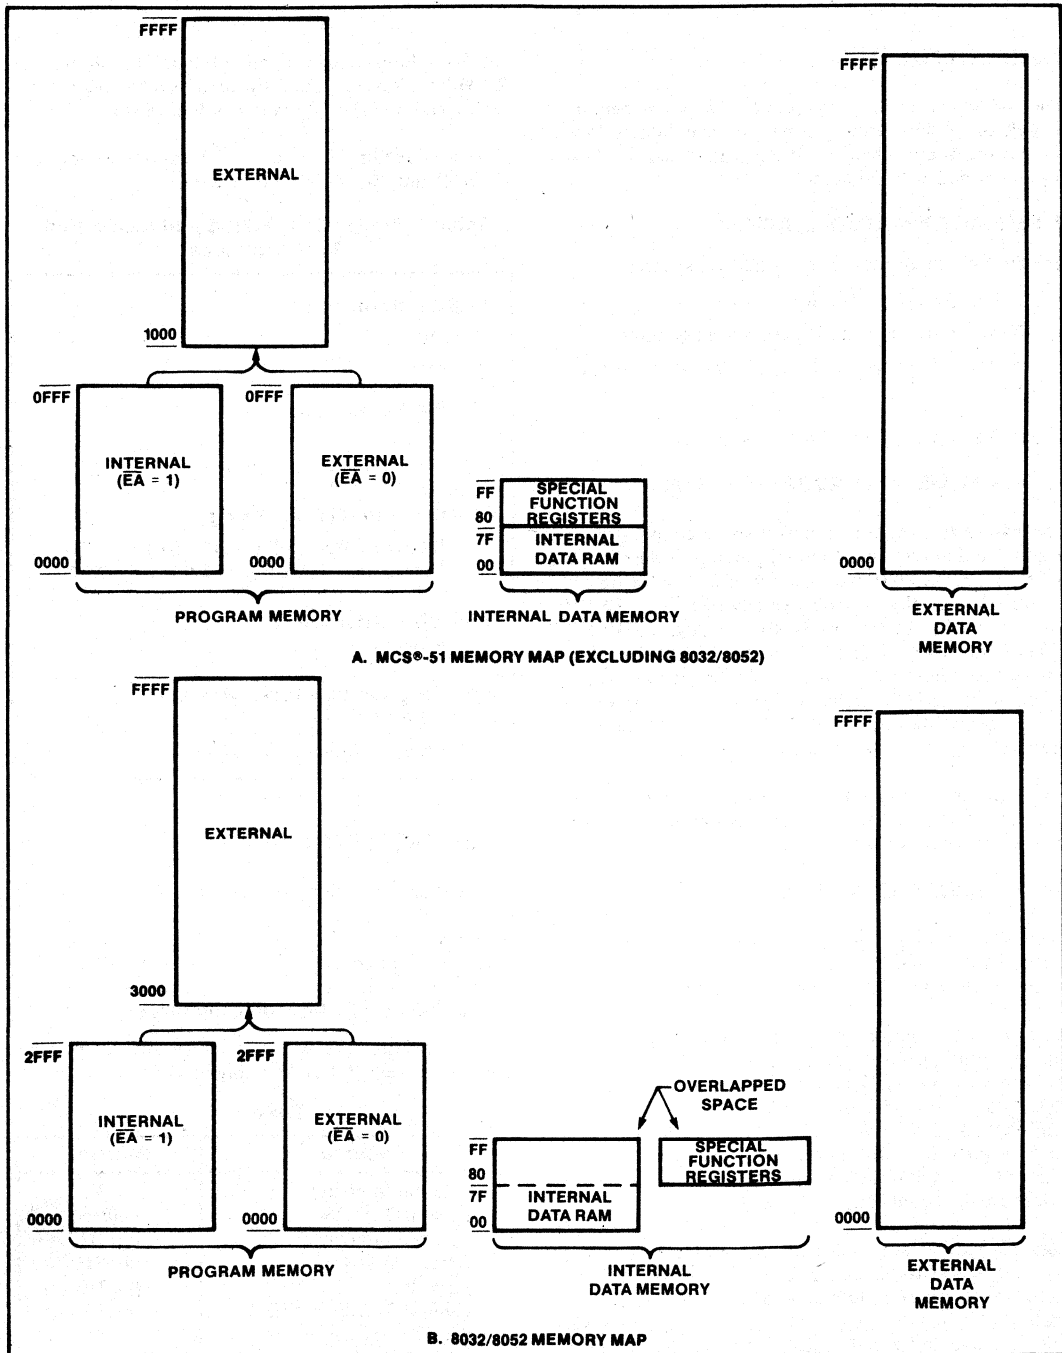 FFFF
EXTERNAL
1000
0FFF
0FFF
INTERNAL
(EA = 1)
EXTERNAL
(EA = 0)
0000
0000
PROGRAM MEMORY
FF
SPECIAL
FUNCTION
REGISTERS
80
7F
INTERNAL
DATA RAM
00
INTERNAL DATA MEMORY
FFFF
0000
EXTERNAL
DATA
MEMORY
A. MCS®-51 MEMORY MAP (EXCLUDING 8032/8052)
FFFF
EXTERNAL
3000
2FFF
2FFF
INTERNAL
(EA = 1)
EXTERNAL
(EA = 0)
0000
0000
PROGRAM MEMORY
OVERLAPPED
SPACE
FF
80
7F
INTERNAL
DATA RAM
00
SPECIAL
FUNCTION
REGISTERS
INTERNAL
DATA MEMORY
FFFF
0000
EXTERNAL
DATA
MEMORY
B. 8032/8052 MEMORY MAP